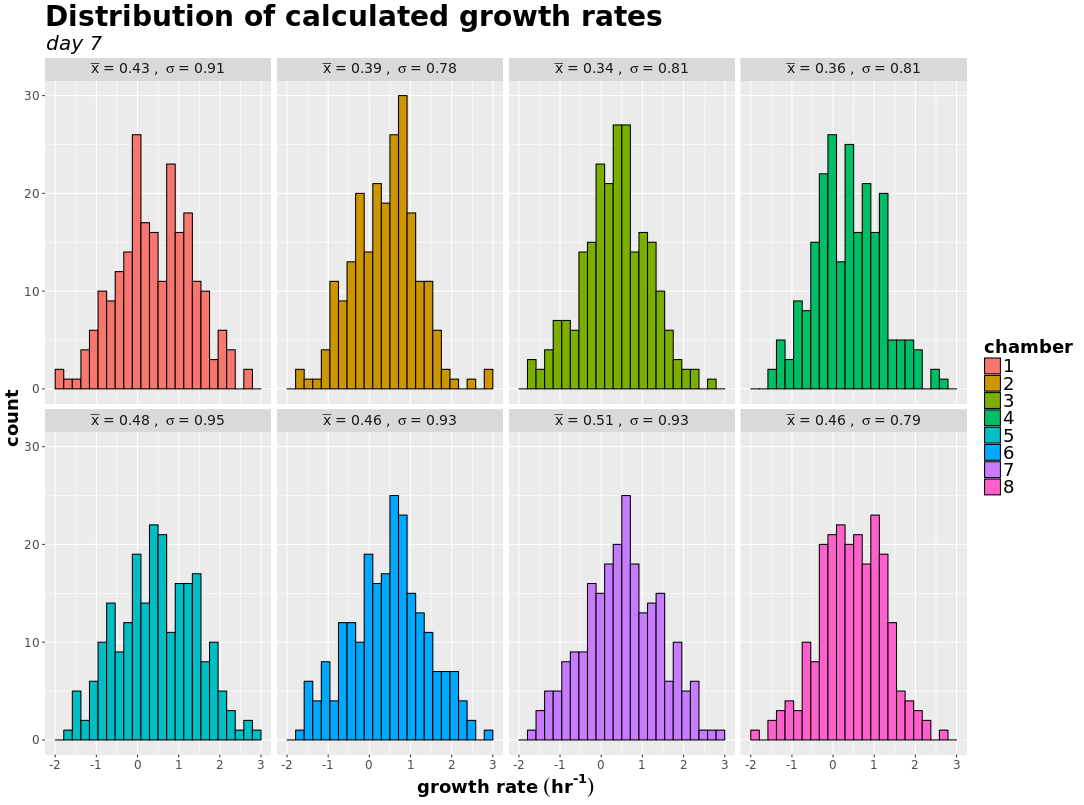 Distribution of calculated growth rates
day 7
x̅ = 0.43 , σ = 0.91
x̅ = 0.39 , σ = 0.78
x̅ = 0.34 , σ = 0.81
x̅ = 0.36 , σ = 0.81
30
20
10
0
x̅ = 0.48 , σ = 0.95
x̅ = 0.46 , σ = 0.93
x̅ = 0.51 , σ = 0.93
x̅ = 0.46 , σ = 0.79
30
20
10
0
-2 -1 0 1 2 3
-2 -1 0 1 2 3
-2 -1 0 1 2 3
-2 -1 0 1 2 3
count
growth rate (hr⁻¹)
chamber
1
2
3
4
5
6
7
8